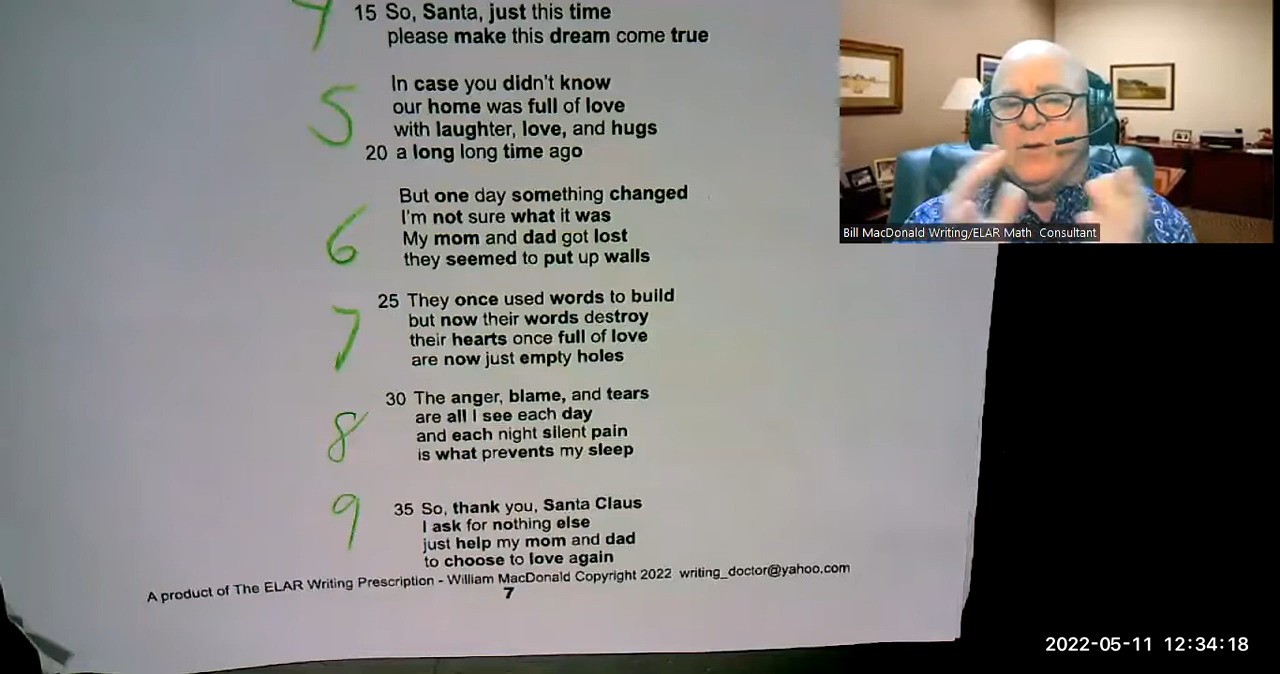 4
15 So, Santa, just this time
please make this dream come true
5
In case you didn't know
our home was full of love
with laughter, love, and hugs
20 a long long time ago
6
But one day something changed
I'm not sure what it was
My mom and dad got lost
they seemed to put up walls
7
25 They once used words to build
but now their words destroy
their hearts once full of love
are now just empty holes
8
30 The anger, blame, and tears
are all I see each day
and each night silent pain
is what prevents my sleep
9
35 So, thank you, Santa Claus
I ask for nothing else
just help my mom and dad
to choose to love again
A product of The ELAR Writing Prescription - William MacDonald Copyright 2022 writing_doctor@yahoo.com
7
Bill MacDonald Writing/ELAR Math Consultant
2022-05-11 12:34:18